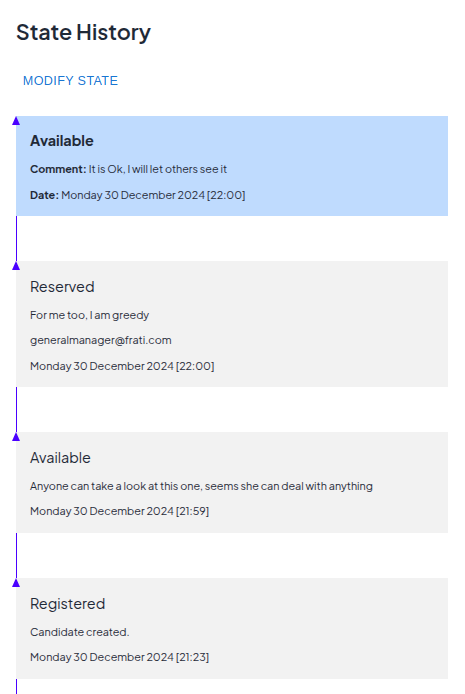 State History
MODIFY STATE
Available
Comment: It is Ok, I will let others see it
Date: Monday 30 December 2024 [22:00]
Reserved
For me too, I am greedy
generalmanager@frati.com
Monday 30 December 2024 [22:00]
Available
Anyone can take a look at this one, seems she can deal with anything
Monday 30 December 2024 [21:59]
Registered
Candidate created.
Monday 30 December 2024 [21:23]